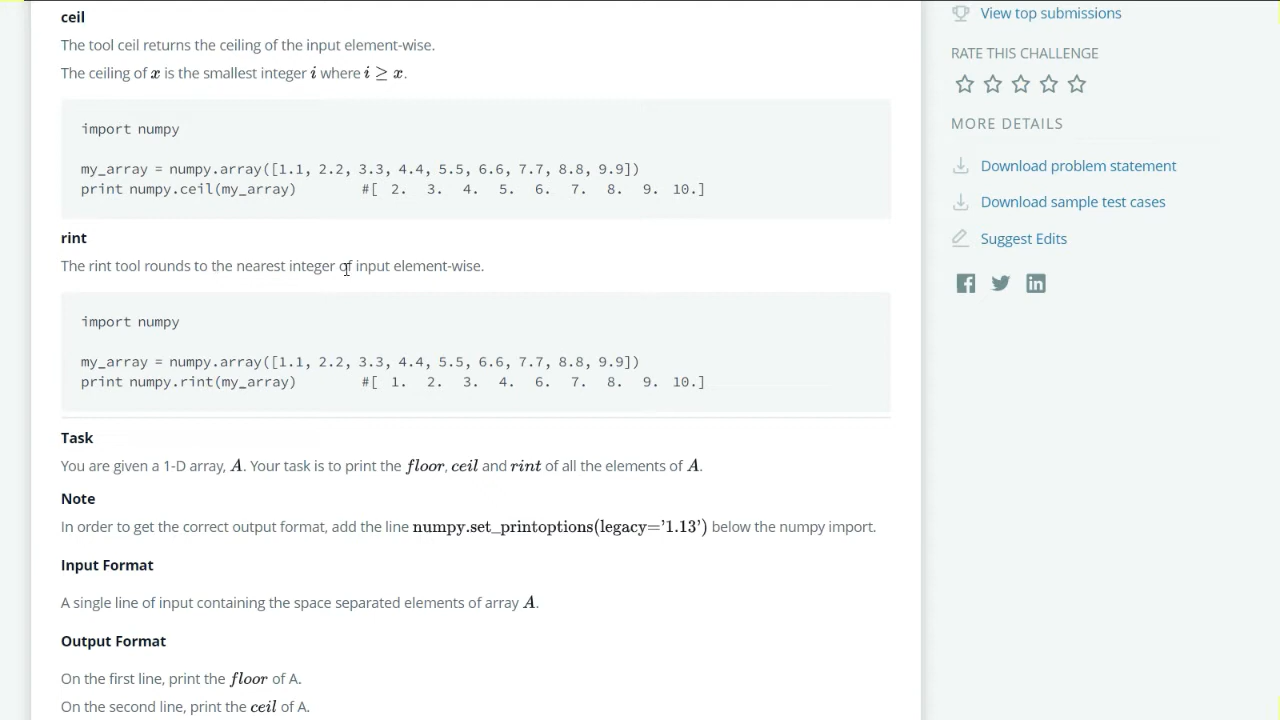 ceil
The tool ceil returns the ceiling of the input element-wise.
The ceiling of x is the smallest integer i where i ≥ x.
import numpy
my_array = numpy.array([1.1, 2.2, 3.3, 4.4, 5.5, 6.6, 7.7, 8.8, 9.9])
print numpy.ceil(my_array)        #[  2.   3.   4.   5.   6.   7.   8.   9.  10.]
rint
The rint tool rounds to the nearest integer of input element-wise.
import numpy
my_array = numpy.array([1.1, 2.2, 3.3, 4.4, 5.5, 6.6, 7.7, 8.8, 9.9])
print numpy.rint(my_array)        #[  1.   2.   3.   4.   6.   7.   8.   9.  10.]
Task
You are given a 1-D array, A. Your task is to print the floor, ceil and rint of all the elements of A.
Note
In order to get the correct output format, add the line numpy.set_printoptions(legacy='1.13') below the numpy import.
Input Format
A single line of input containing the space separated elements of array A.
Output Format
On the first line, print the floor of A.
On the second line, print the ceil of A.
View top submissions
RATE THIS CHALLENGE
MORE DETAILS
Download problem statement
Download sample test cases
Suggest Edits